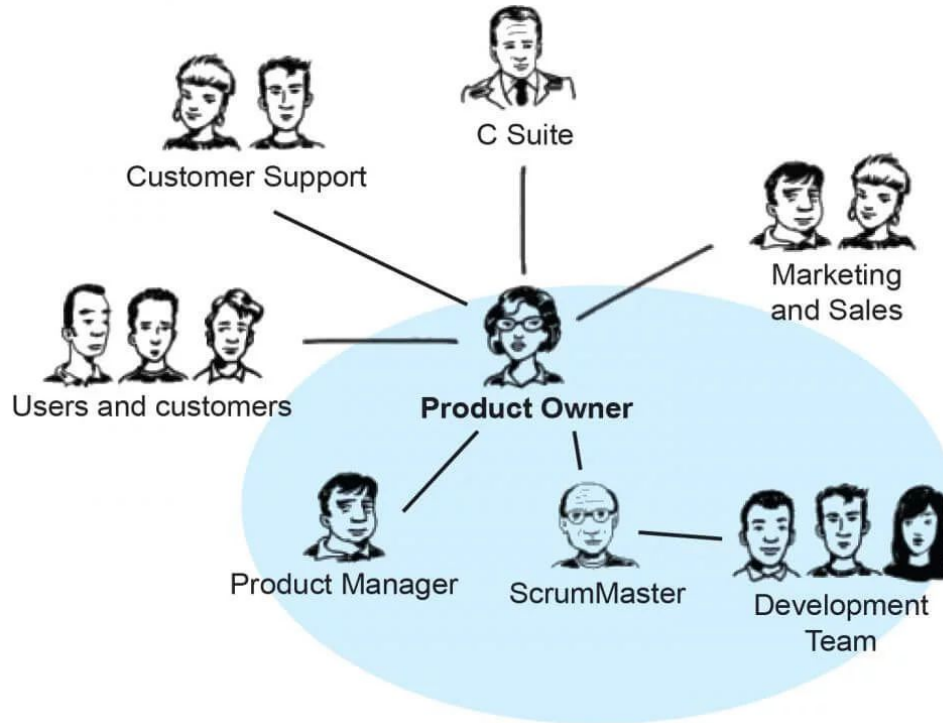 C Suite
Customer Support
Marketing
and Sales
Users and customers
Product Owner
Product Manager
ScrumMaster
Development
Team